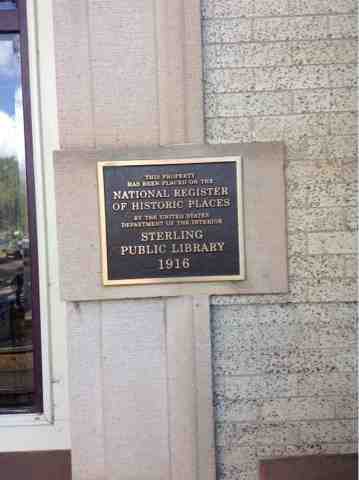 THIS PROPERTY
HAS BEEN PLACED ON THE
NATIONAL REGISTER
OF HISTORIC PLACES
BY THE UNITED STATES
DEPARTMENT OF THE INTERIOR
STERLING
PUBLIC LIBRARY
1916